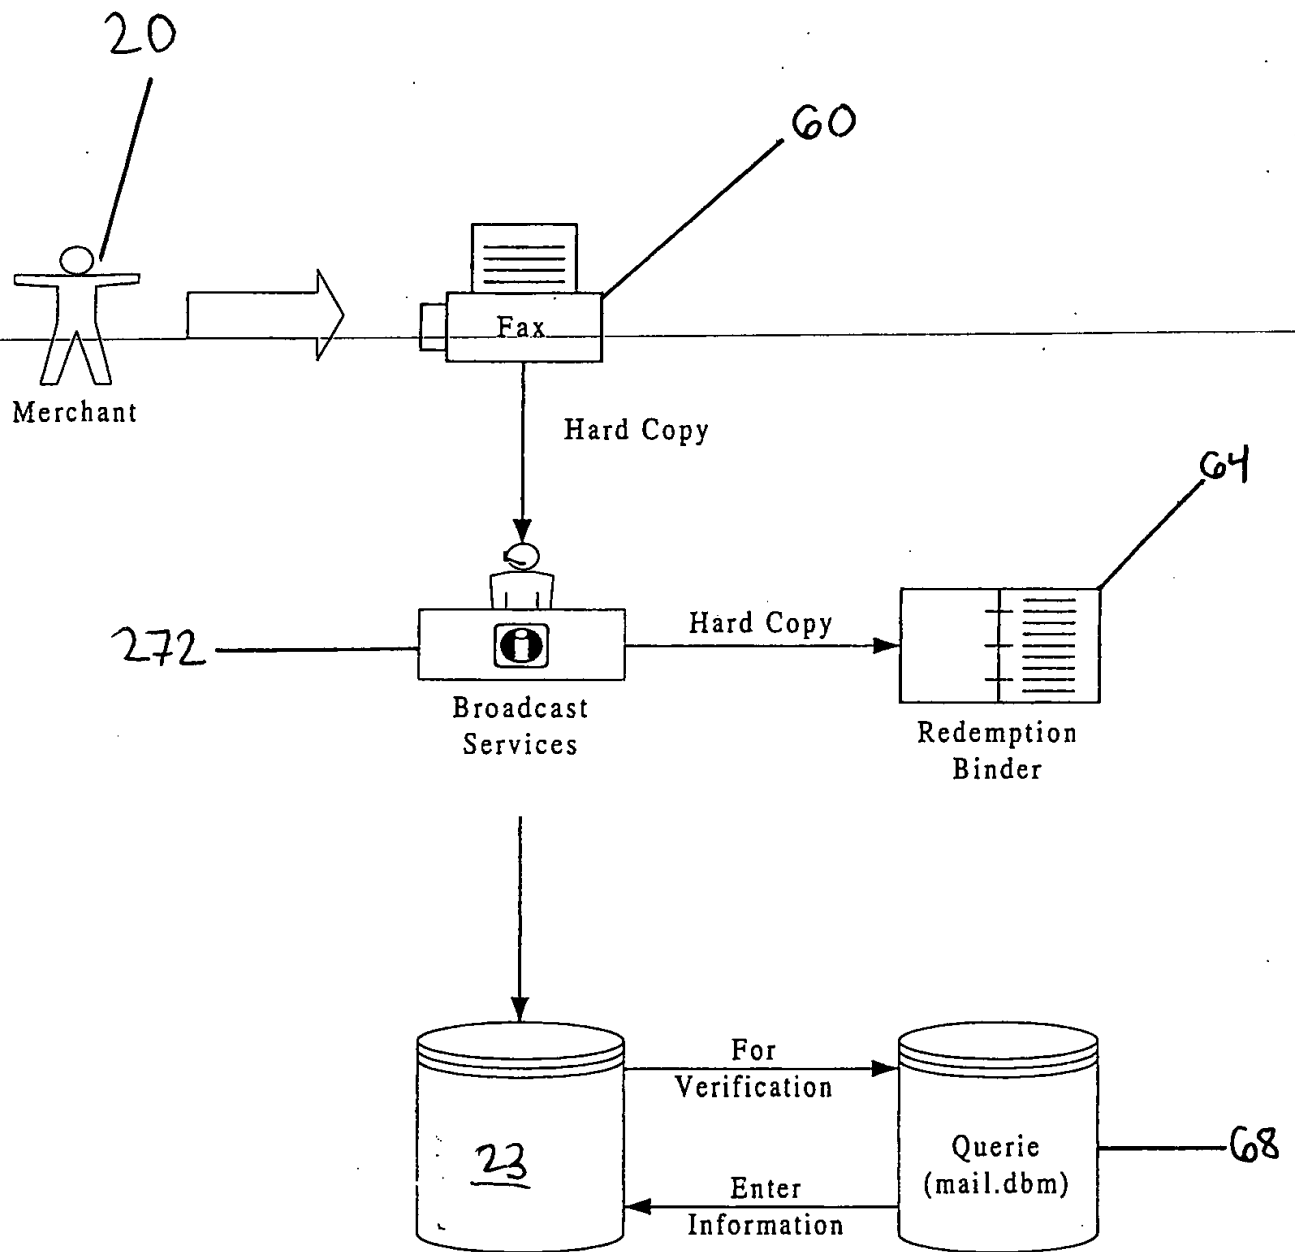 20
60
Fax
Merchant
Hard Copy
64
272
Hard Copy
Broadcast
Services
Redemption
Binder
For
Verification
23
Querie
(mail.dbm)
68
Enter
Information